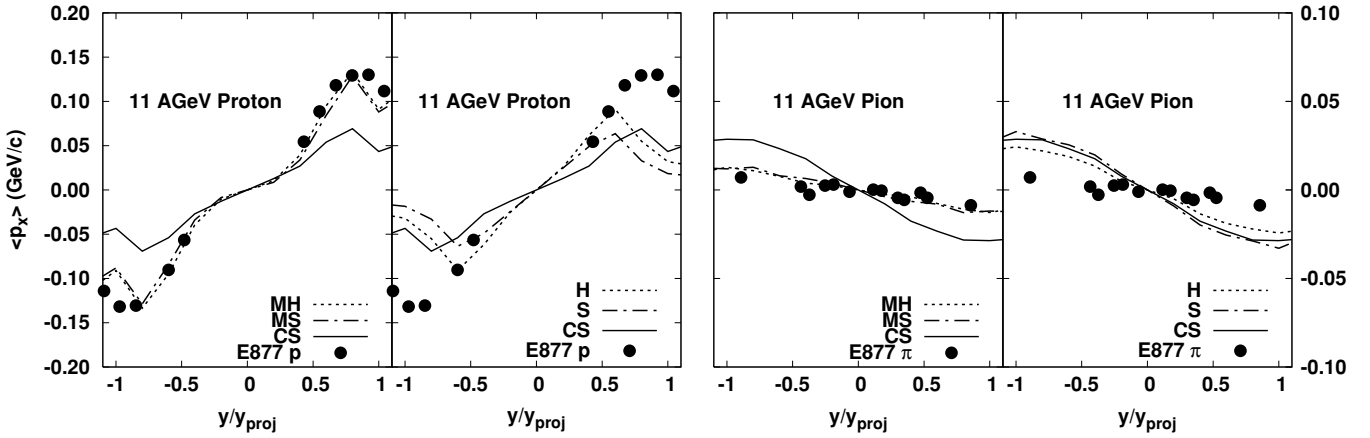 0.20
0.15
0.10
0.05
0.00
-0.05
-0.10
-0.15
-0.20
<p_x> (GeV/c)
11 AGeV Proton
MH
MS
CS
E877 p
-1 -0.5 0 0.5 1
y/y_proj
11 AGeV Proton
H
S
CS
E877 p
-1 -0.5 0 0.5 1
y/y_proj
11 AGeV Pion
MH
MS
CS
E877 π
-1 -0.5 0 0.5 1
y/y_proj
11 AGeV Pion
H
S
CS
E877 π
-1 -0.5 0 0.5 1
y/y_proj
0.10
0.05
0.00
-0.05
-0.10